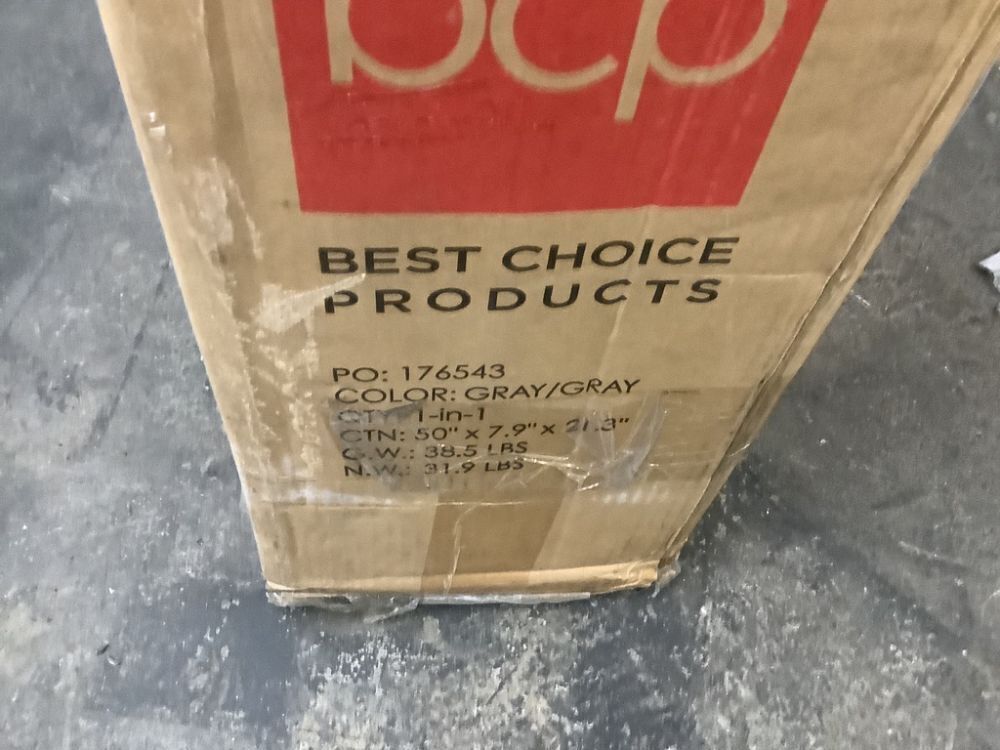 bcp
BEST CHOICE
PRODUCTS
PO: 176543
COLOR: GRAY/GRAY
QTY: 1-in-1
CTN: 50" x 7.9" x 21.3"
G.W.: 38.5 LBS
N.W.: 31.9 LBS